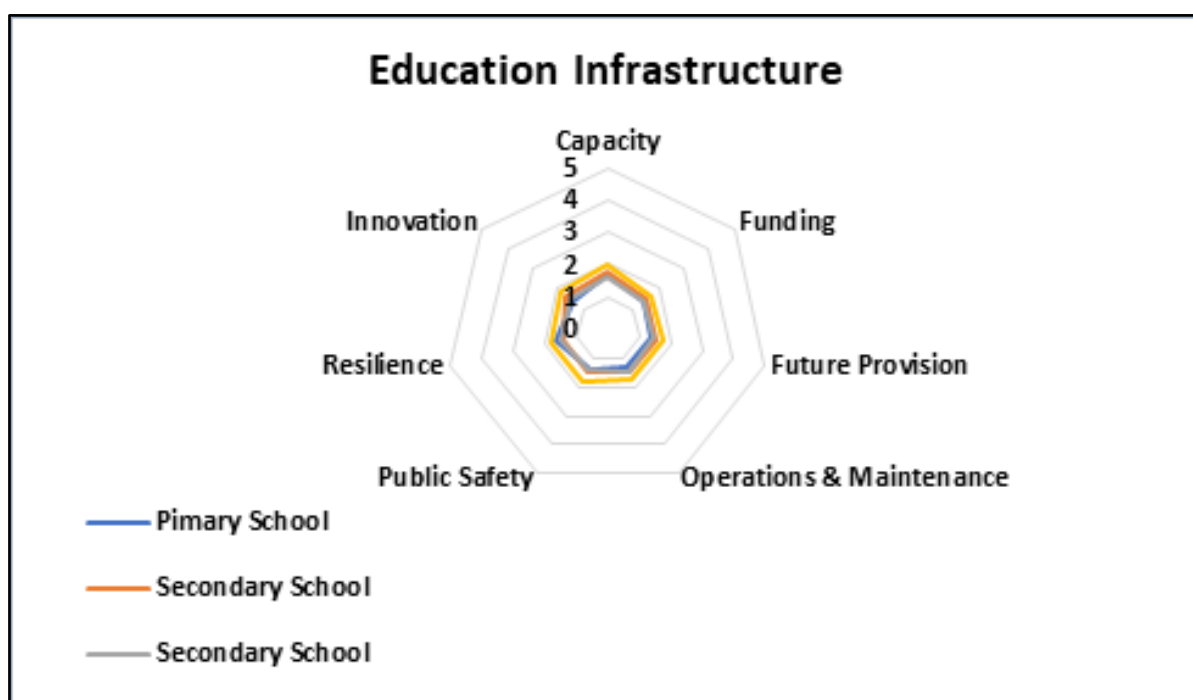 Education Infrastructure
Capacity
5
4
3
2
1
0
Innovation
Funding
Resilience
Future Provision
Public Safety
Operations & Maintenance
Pimary School
Secondary School
Secondary School